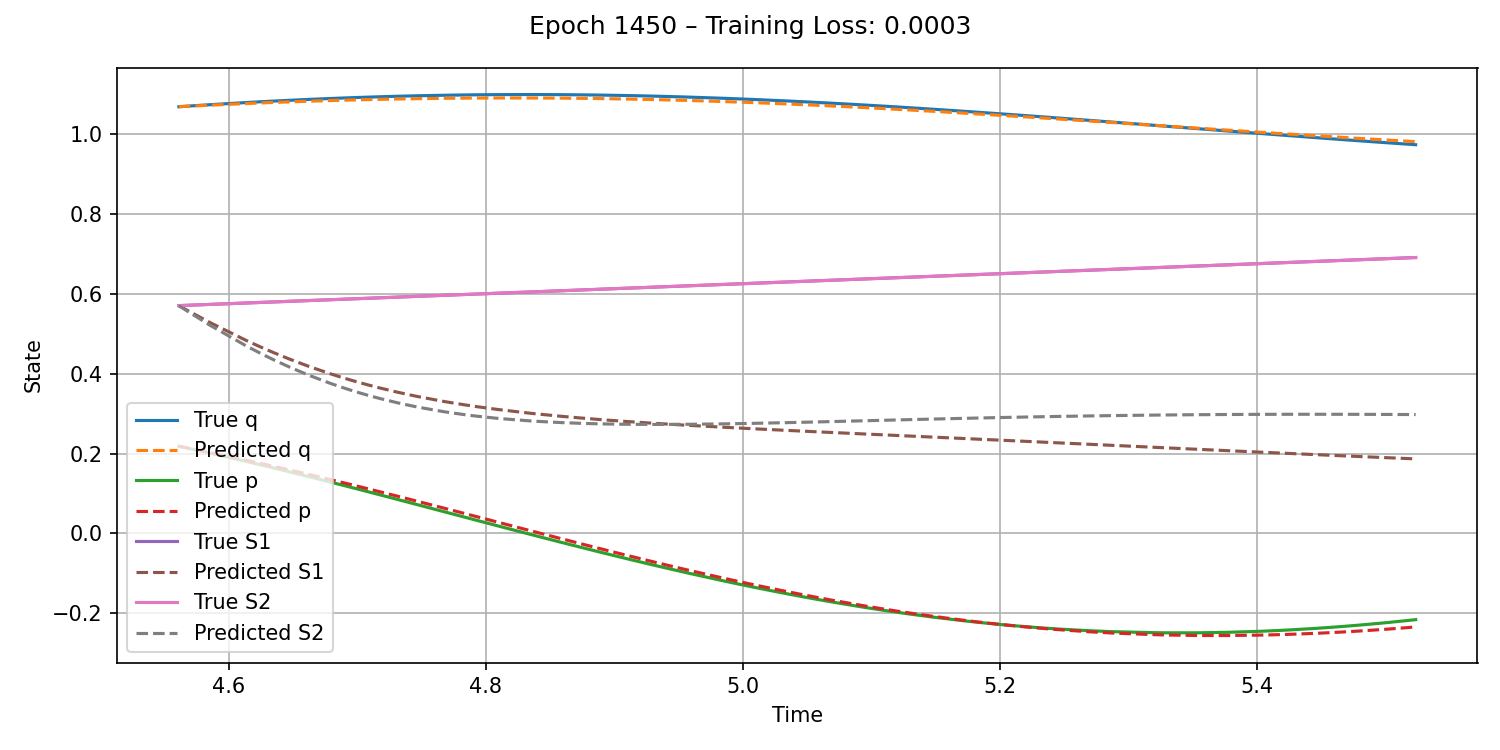 Epoch 1450 – Training Loss: 0.0003
State
1.0
0.8
0.6
0.4
0.2
0.0
−0.2
True q
Predicted q
True p
Predicted p
True S1
Predicted S1
True S2
Predicted S2
4.6 4.8 5.0 5.2 5.4
Time